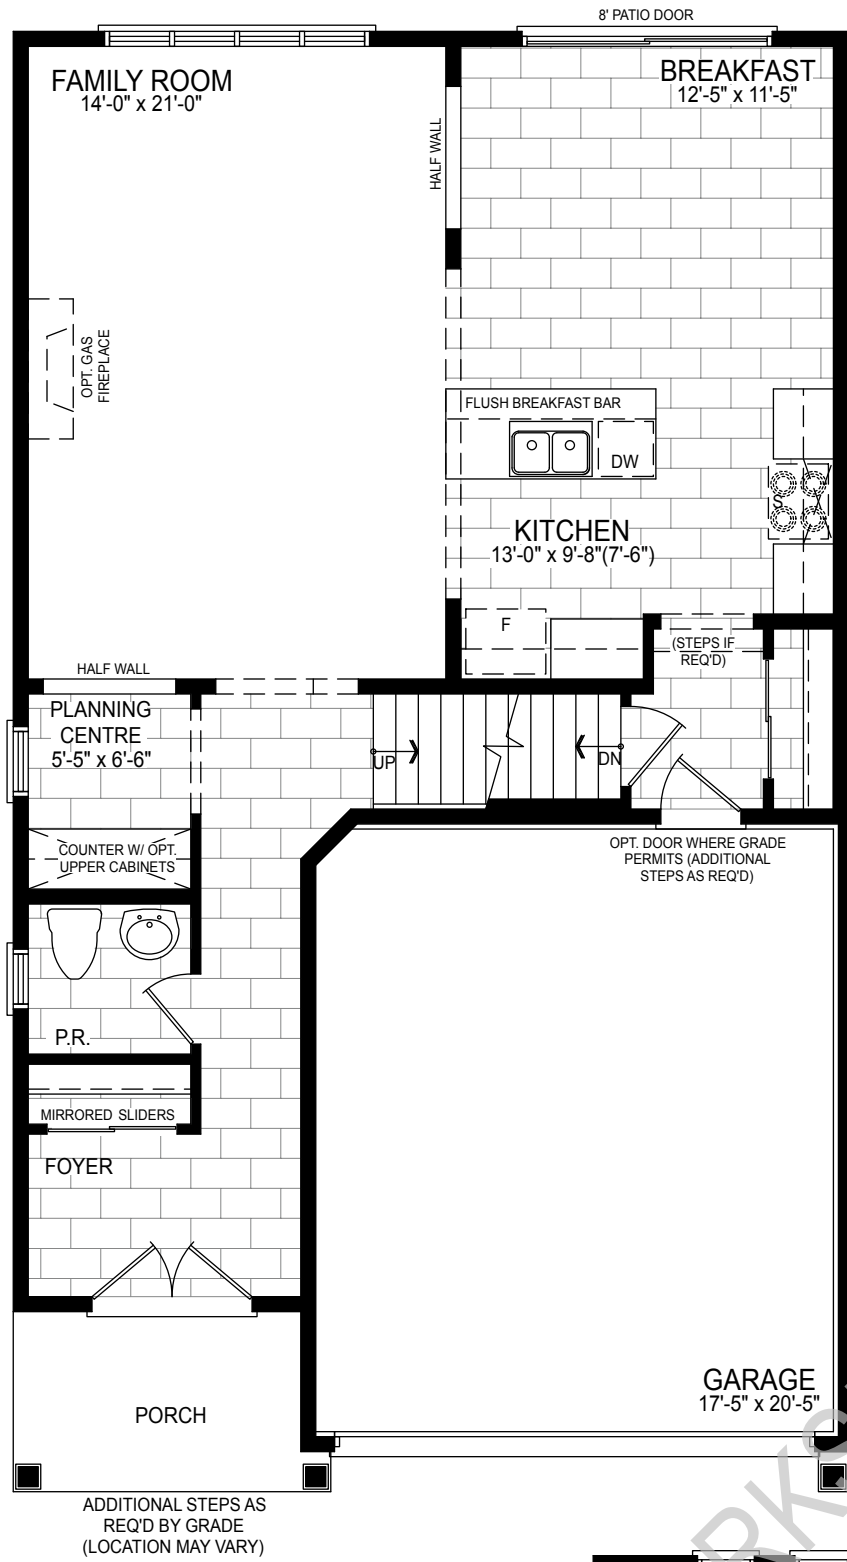 8' PATIO DOOR
FAMILY ROOM
14'-0" x 21'-0"
BREAKFAST
12'-5" x 11'-5"
HALF WALL
OPT. GAS
FIREPLACE
FLUSH BREAKFAST BAR
DW
S
KITCHEN
13'-0" x 9'-8"(7'-6")
F
(STEPS IF
REQ'D)
HALF WALL
PLANNING
CENTRE
5'-5" x 6'-6"
UP
DN
COUNTER W/ OPT.
UPPER CABINETS
OPT. DOOR WHERE GRADE
PERMITS (ADDITIONAL
STEPS AS REQ'D)
P.R.
MIRRORED SLIDERS
FOYER
GARAGE
17'-5" x 20'-5"
PORCH
ADDITIONAL STEPS AS
REQ'D BY GRADE
(LOCATION MAY VARY)